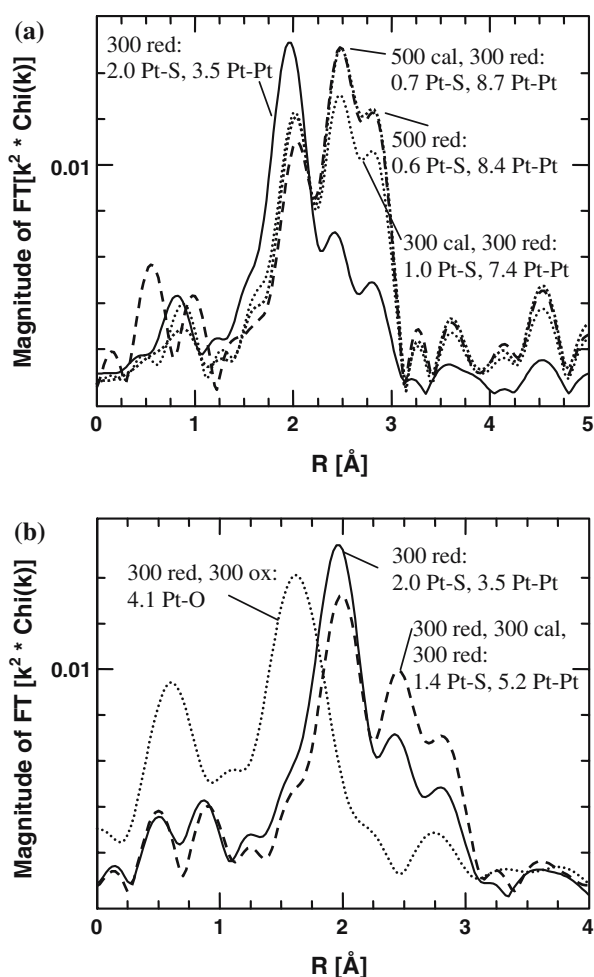 (a)
300 red:
2.0 Pt-S, 3.5 Pt-Pt
500 cal, 300 red:
0.7 Pt-S, 8.7 Pt-Pt
500 red:
0.6 Pt-S, 8.4 Pt-Pt
300 cal, 300 red:
1.0 Pt-S, 7.4 Pt-Pt
0.01
Magnitude of FT[k² * Chi(k)]
0 1 2 3 4 5
R [Å]
(b)
300 red, 300 ox:
4.1 Pt-O
300 red:
2.0 Pt-S, 3.5 Pt-Pt
300 red, 300 cal,
300 red:
1.4 Pt-S, 5.2 Pt-Pt
0.01
Magnitude of FT [k² * Chi(k)]
0 1 2 3 4
R [Å]